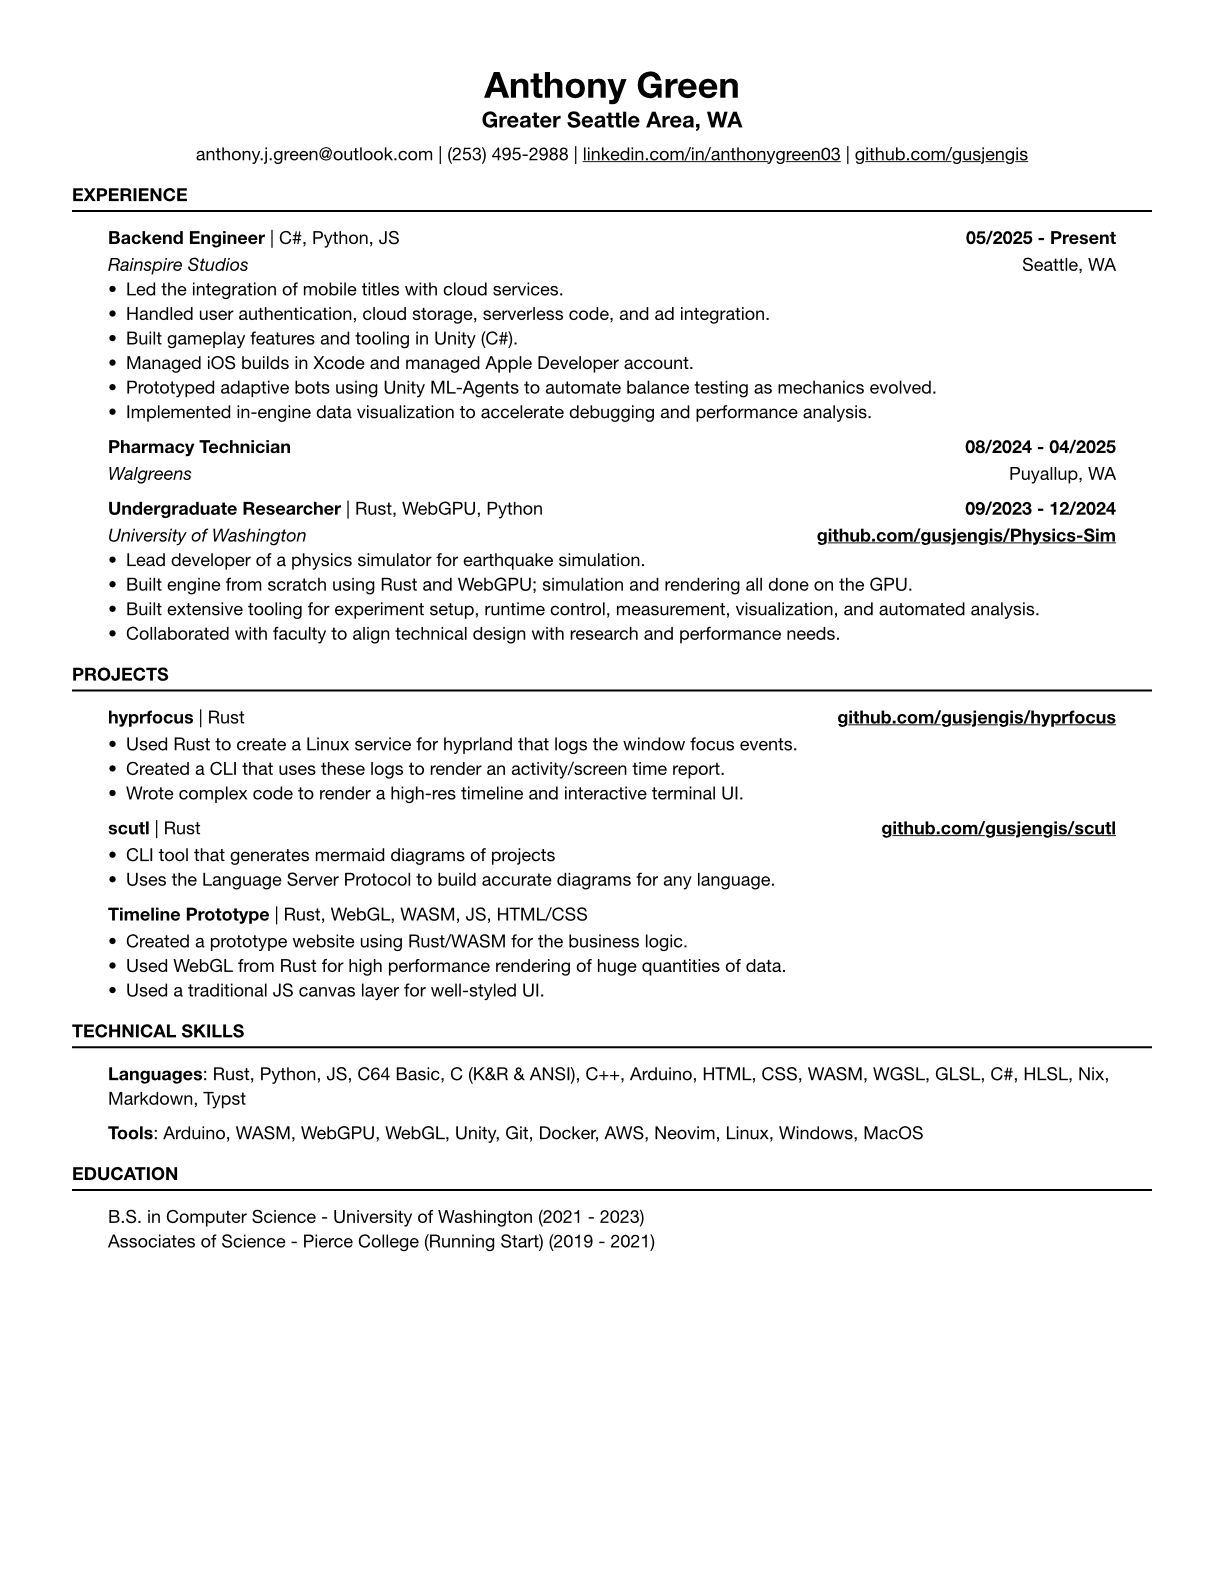 Anthony Green
Greater Seattle Area, WA
anthony.j.green@outlook.com | (253) 495-2988 | linkedin.com/in/anthonygreen03 | github.com/gusjengis
EXPERIENCE
Backend Engineer | C#, Python, JS 05/2025 - Present
Rainspire Studios Seattle, WA
• Led the integration of mobile titles with cloud services.
• Handled user authentication, cloud storage, serverless code, and ad integration.
• Built gameplay features and tooling in Unity (C#).
• Managed iOS builds in Xcode and managed Apple Developer account.
• Prototyped adaptive bots using Unity ML-Agents to automate balance testing as mechanics evolved.
• Implemented in-engine data visualization to accelerate debugging and performance analysis.
Pharmacy Technician 08/2024 - 04/2025
Walgreens Puyallup, WA
Undergraduate Researcher | Rust, WebGPU, Python 09/2023 - 12/2024
University of Washington github.com/gusjengis/Physics-Sim
• Lead developer of a physics simulator for earthquake simulation.
• Built engine from scratch using Rust and WebGPU; simulation and rendering all done on the GPU.
• Built extensive tooling for experiment setup, runtime control, measurement, visualization, and automated analysis.
• Collaborated with faculty to align technical design with research and performance needs.
PROJECTS
hyprfocus | Rust github.com/gusjengis/hyprfocus
• Used Rust to create a Linux service for hyprland that logs the window focus events.
• Created a CLI that uses these logs to render an activity/screen time report.
• Wrote complex code to render a high-res timeline and interactive terminal UI.
scutl | Rust github.com/gusjengis/scutl
• CLI tool that generates mermaid diagrams of projects
• Uses the Language Server Protocol to build accurate diagrams for any language.
Timeline Prototype | Rust, WebGL, WASM, JS, HTML/CSS
• Created a prototype website using Rust/WASM for the business logic.
• Used WebGL from Rust for high performance rendering of huge quantities of data.
• Used a traditional JS canvas layer for well-styled UI.
TECHNICAL SKILLS
Languages: Rust, Python, JS, C64 Basic, C (K&R & ANSI), C++, Arduino, HTML, CSS, WASM, WGSL, GLSL, C#, HLSL, Nix,
Markdown, Typst
Tools: Arduino, WASM, WebGPU, WebGL, Unity, Git, Docker, AWS, Neovim, Linux, Windows, MacOS
EDUCATION
B.S. in Computer Science - University of Washington (2021 - 2023)
Associates of Science - Pierce College (Running Start) (2019 - 2021)